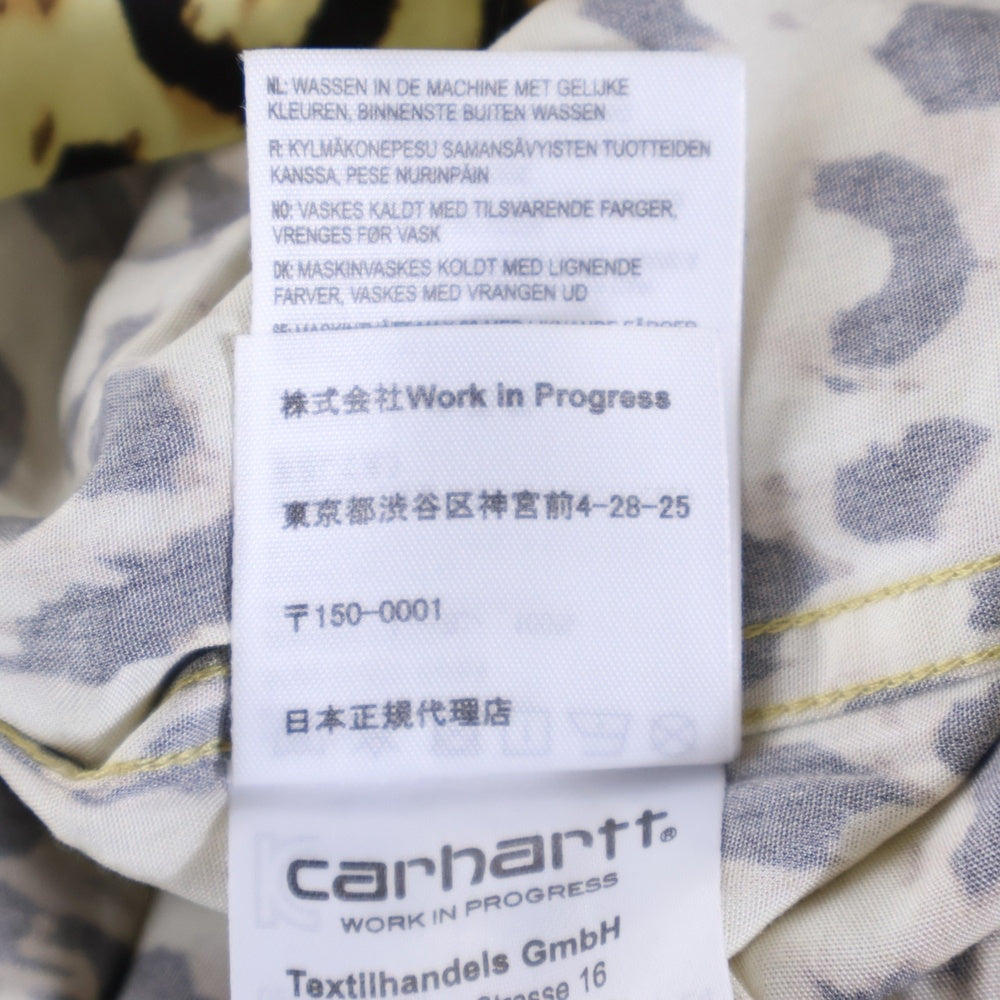 NL: WASSEN IN DE MACHINE MET GELIJKE
KLEUREN, BINNENSTE BUITEN WASSEN
FI: KYLMÄKONEPESU SAMANSÄVYISTEN TUOTTEIDEN
KANSSA, PESE NURINPÄIN
NO: VASKES KALDT MED TILSVARENDE FARGER,
VRENGES FØR VASK
DK: MASKINVASKES KOLDT MED LIGNENDE
FARVER, VASKES MED VRANGEN UD
株式会社Work in Progress
東京都渋谷区神宮前4-28-25
〒150-0001
日本正規代理店
carhartt®
WORK IN PROGRESS
Textilhandels GmbH
Strasse 16